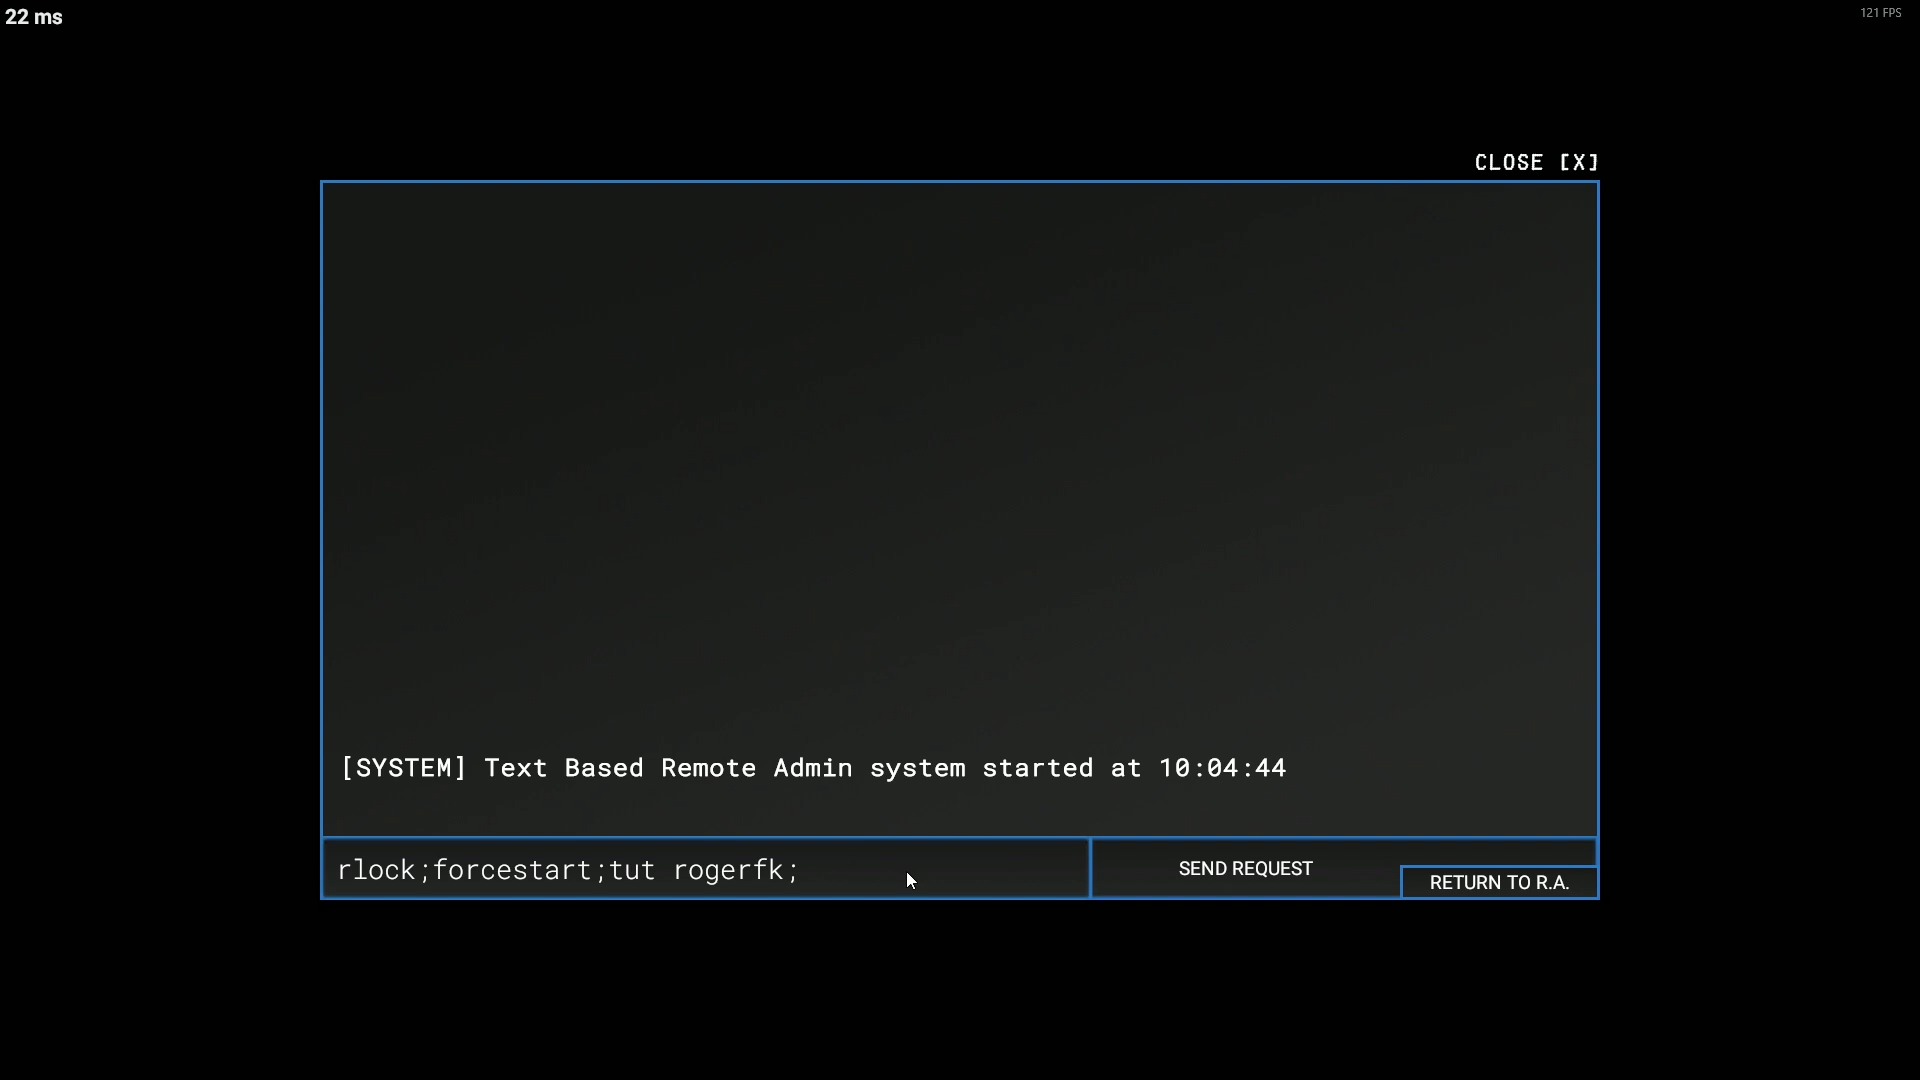 22 ms
121 FPS
CLOSE [X]
[SYSTEM] Text Based Remote Admin system started at 10:04:44
rlock;forcestart;tut rogerfk;
SEND REQUEST
RETURN TO R.A.